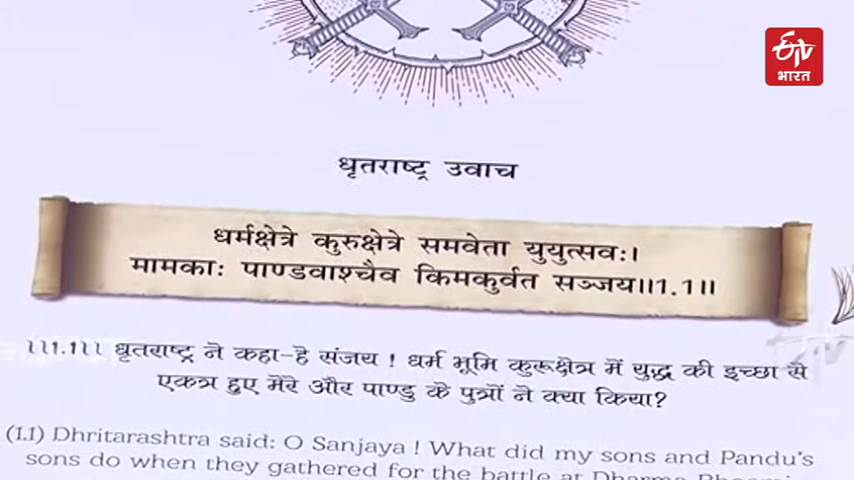 ETV
भारत
धृतराष्ट्र उवाच
धर्मक्षेत्रे कुरुक्षेत्रे समवेता युयुत्सवः।
मामकाः पाण्डवाश्चैव किमकुर्वत सञ्जय॥1.1॥
॥1.1॥ धृतराष्ट्र ने कहा-हे संजय ! धर्म भूमि कुरूक्षेत्र में युद्ध की इच्छा से
एकत्र हुए मेरे और पाण्डु के पुत्रों ने क्या किया?
(1.1) Dhritarashtra said: O Sanjaya ! What did my sons and Pandu's
sons do when they gathered for the battle at Dharma